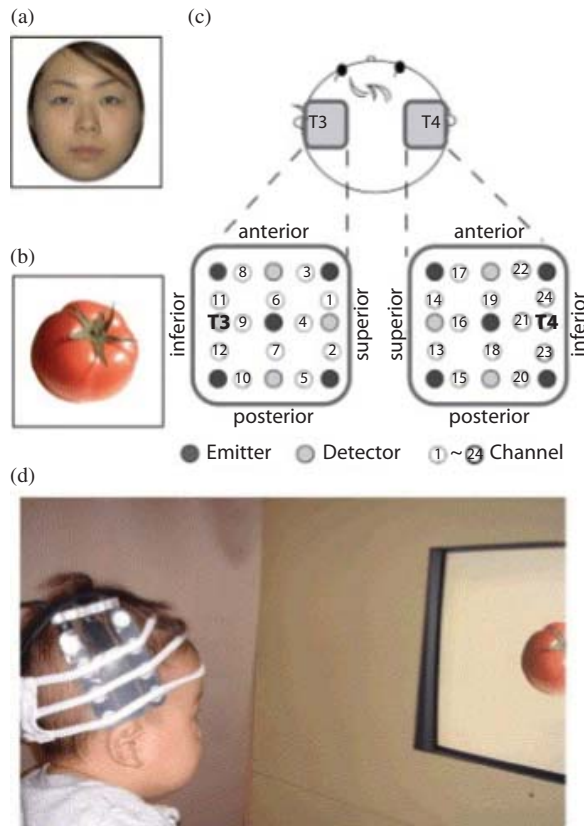 (a)
(c)
T3
T4
anterior
anterior
8
3
17
22
11
6
1
14
19
24
T3
9
4
16
21
T4
12
7
2
13
18
23
10
5
15
20
inferior
superior
superior
inferior
posterior
posterior
Emitter
Detector
1 ~ 24 Channel
(b)
(d)